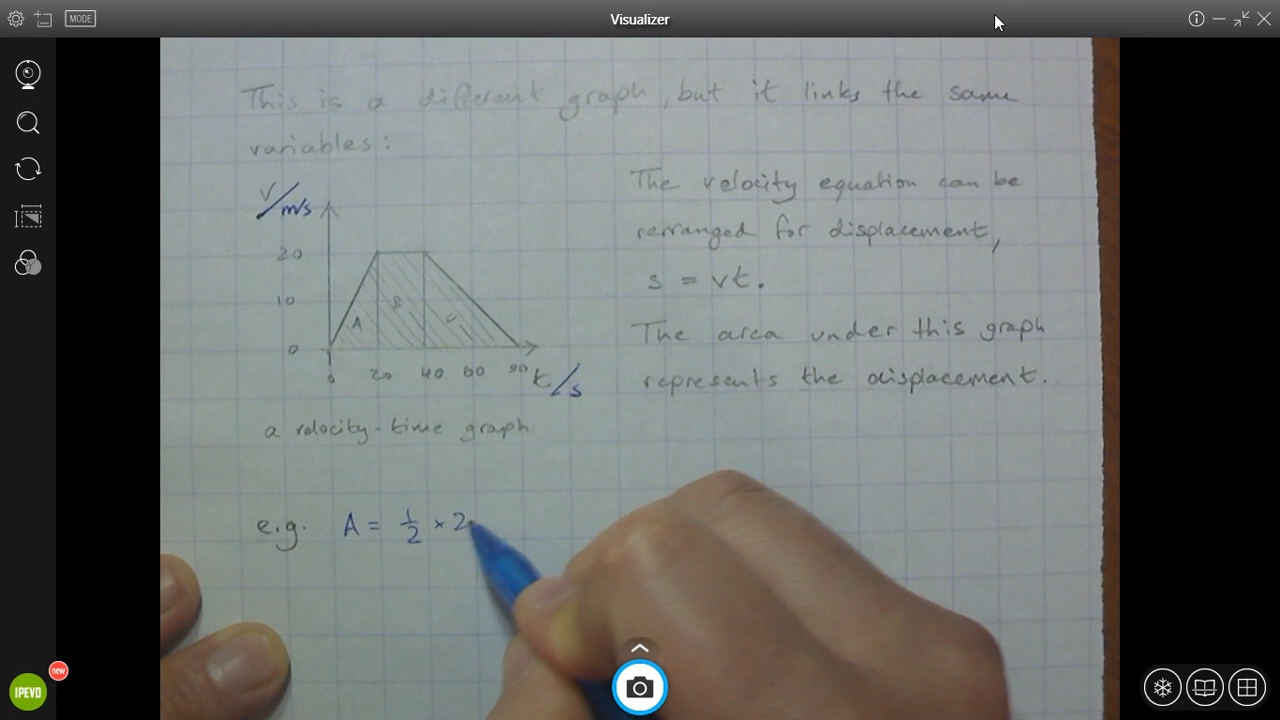 MODE
Visualizer
This is a different graph, but it links the same
variables:
V/m/s
20
10
0
A
B
C
0 20 40 60 80 t/s
a velocity-time graph
The velocity equation can be
rearranged for displacement,
s = vt.
The area under this graph
represents the displacement.
e.g. A = 1/2 × 2
IPEVO
new